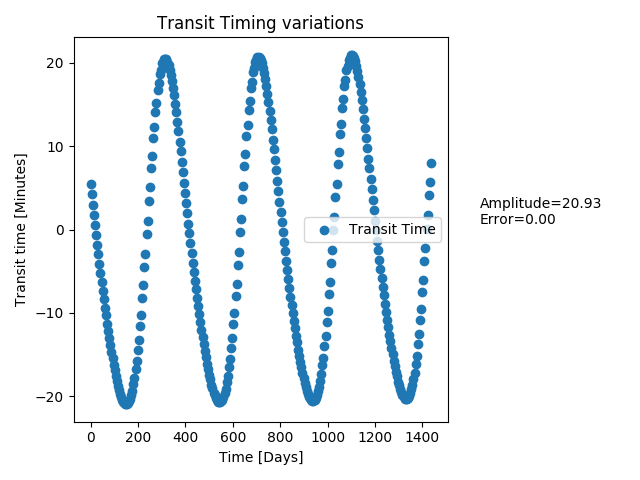 Transit Timing variations
Transit time [Minutes]
20
10
0
−10
−20
Transit Time
Amplitude=20.93
Error=0.00
0 200 400 600 800 1000 1200 1400
Time [Days]